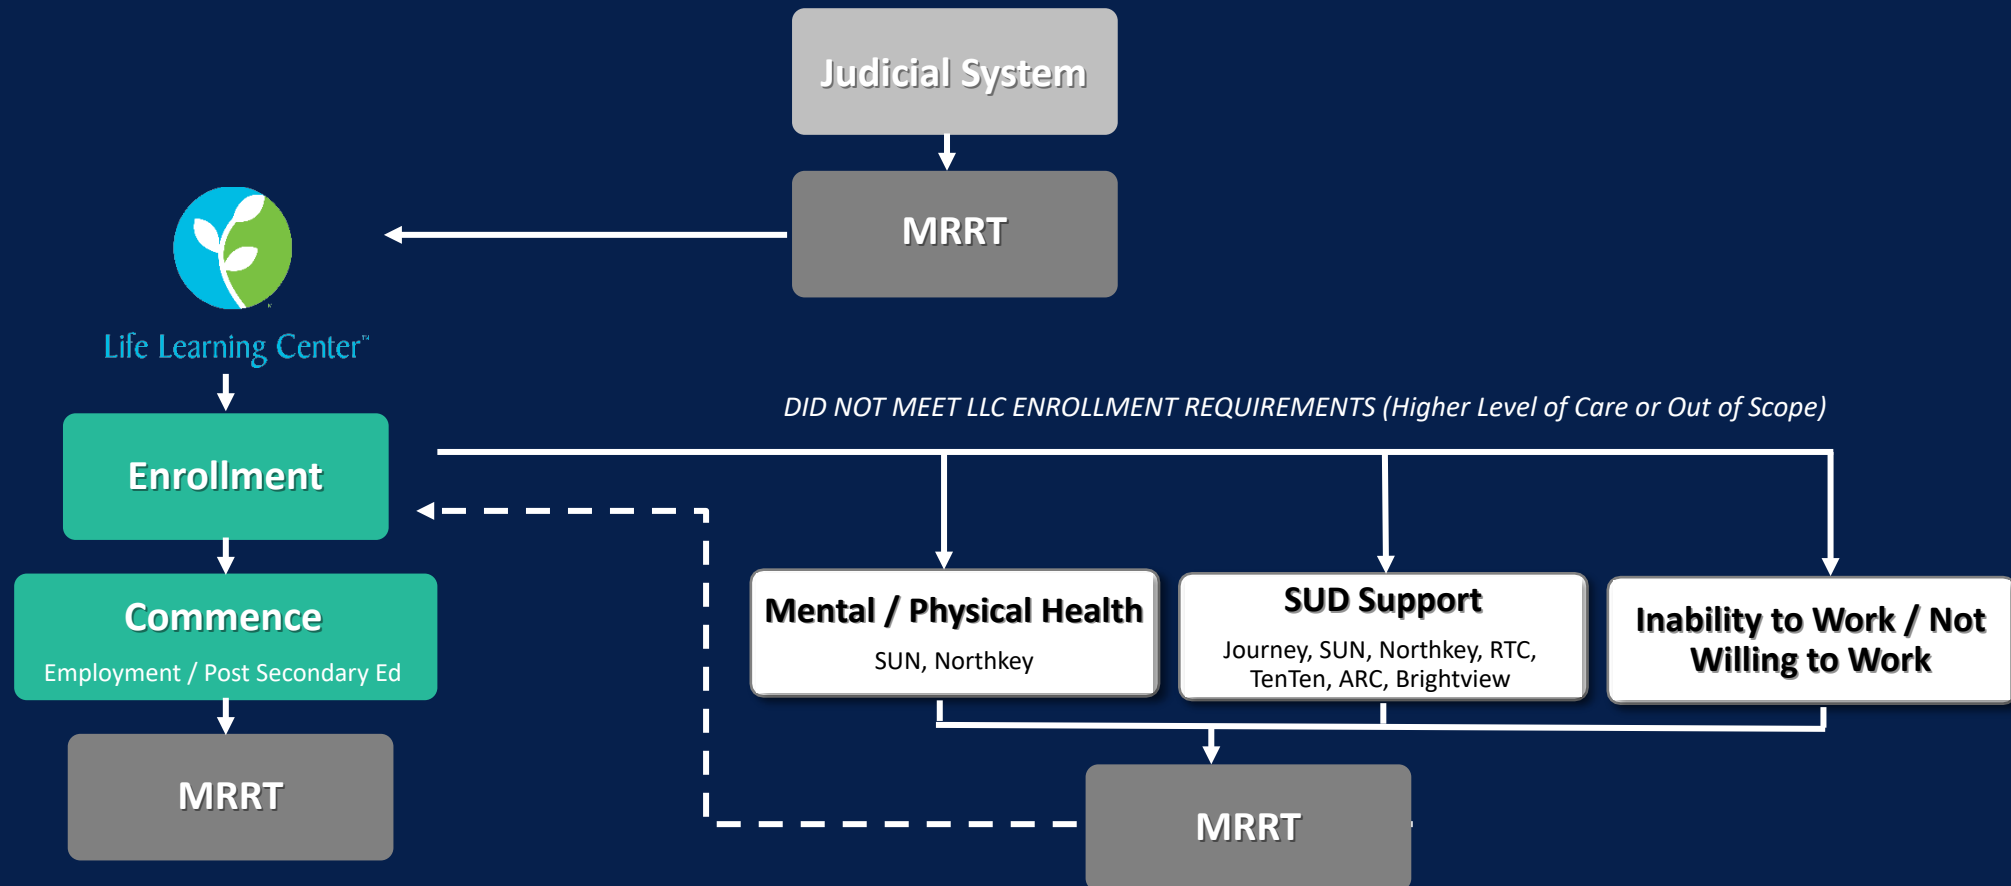 Judicial System
MRRT
Life Learning Center™
DID NOT MEET LLC ENROLLMENT REQUIREMENTS (Higher Level of Care or Out of Scope)
Enrollment
Commence
Employment / Post Secondary Ed
MRRT
Mental / Physical Health
SUN, Northkey
SUD Support
Journey, SUN, Northkey, RTC,
TenTen, ARC, Brightview
Inability to Work / Not
Willing to Work
MRRT